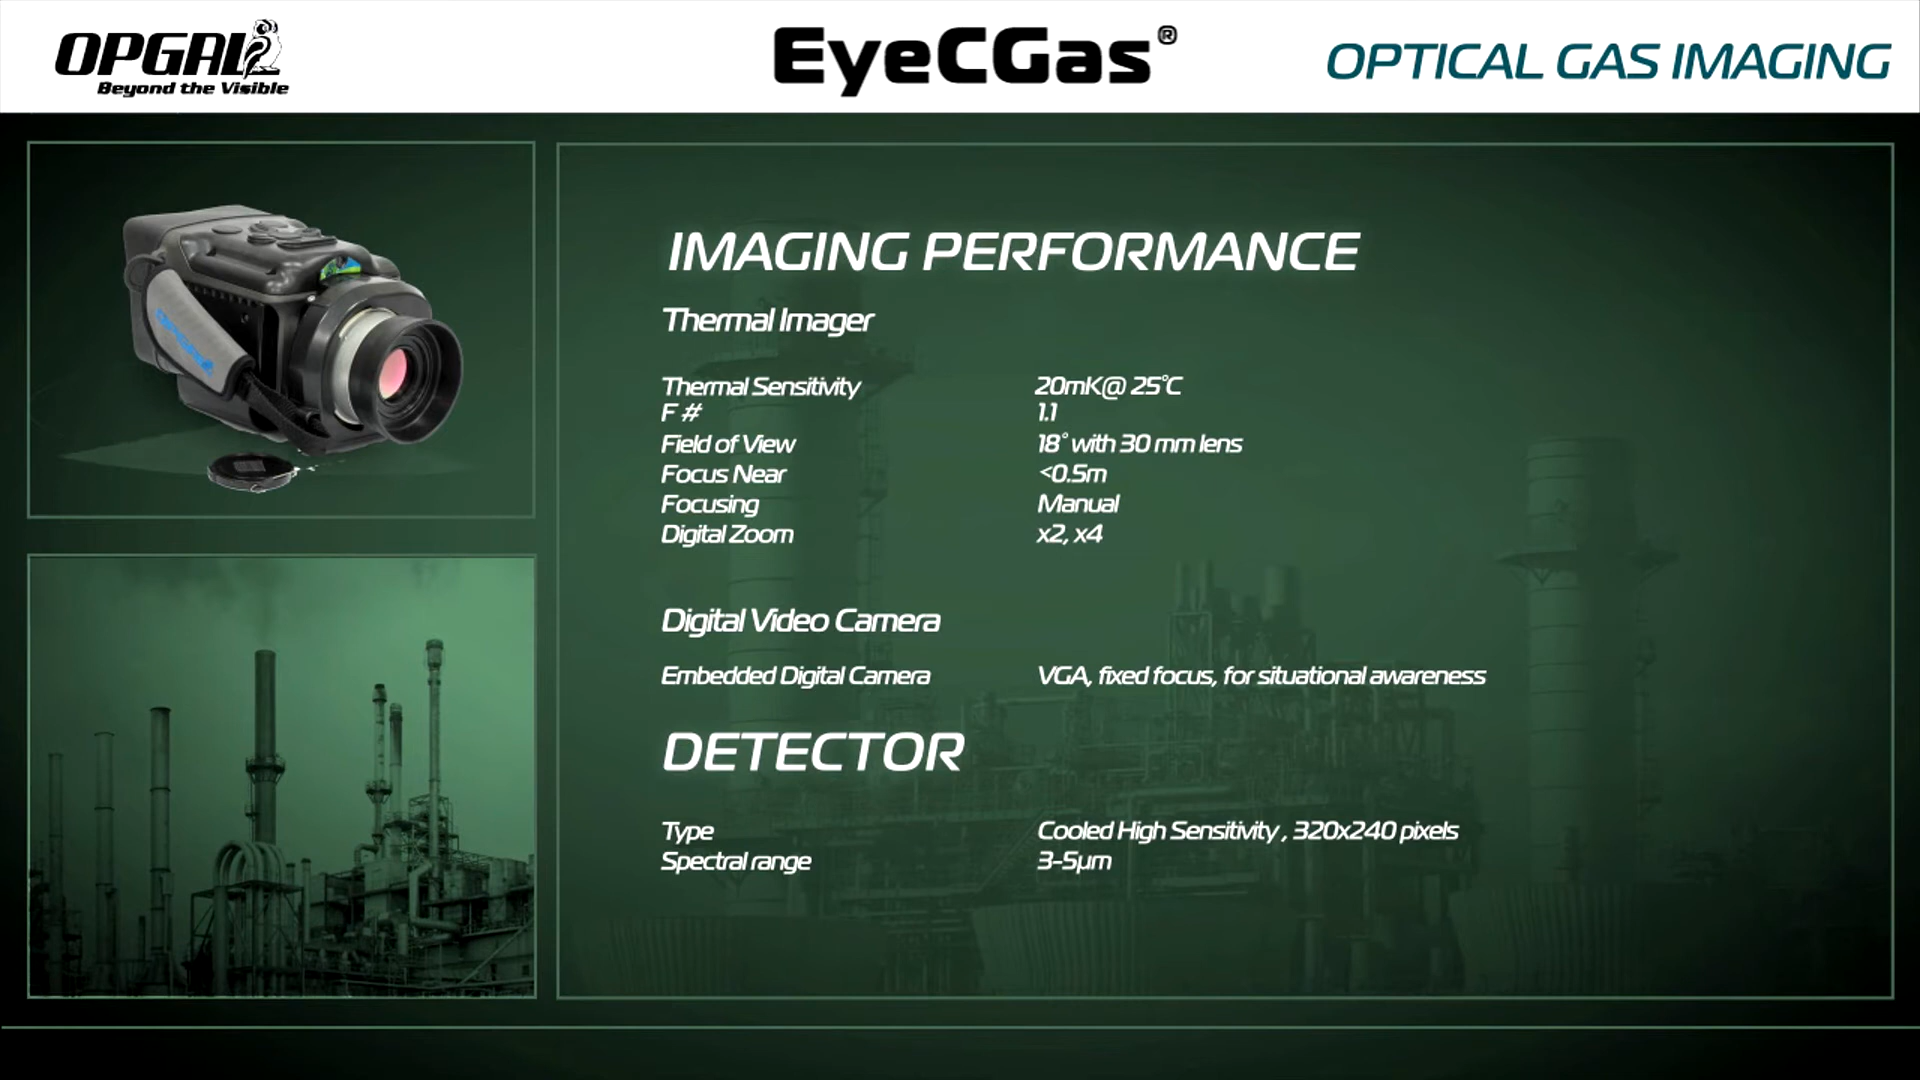 OPGAL
Beyond the Visible
EyeCGas®
OPTICAL GAS IMAGING
OPGAL
IMAGING PERFORMANCE
Thermal Imager
Thermal Sensitivity 20mK@ 25°C
F # 1.1
Field of View 18° with 30 mm lens
Focus Near <0.5m
Focusing Manual
Digital Zoom x2, x4
Digital Video Camera
Embedded Digital Camera VGA, fixed focus, for situational awareness
DETECTOR
Type Cooled High Sensitivity , 320x240 pixels
Spectral range 3-5µm